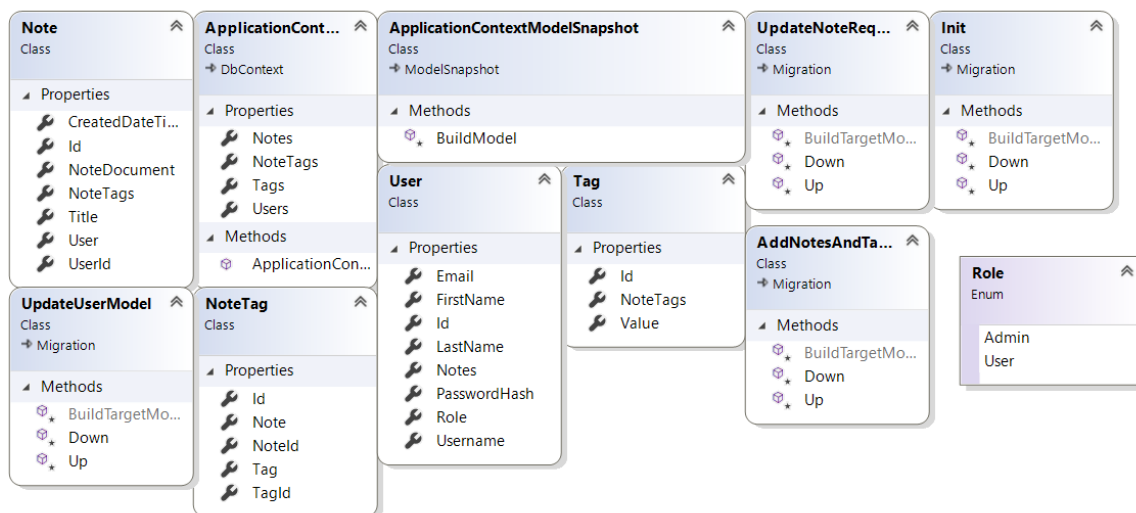 Note
Class
Properties
CreatedDateTi...
Id
NoteDocument
NoteTags
Title
User
UserId
ApplicationCont...
Class
DbContext
Properties
Notes
NoteTags
Tags
Users
Methods
ApplicationCon...
ApplicationContextModelSnapshot
Class
ModelSnapshot
Methods
BuildModel
UpdateNoteReq...
Class
Migration
Methods
BuildTargetMo...
Down
Up
Init
Class
Migration
Methods
BuildTargetMo...
Down
Up
UpdateUserModel
Class
Migration
Methods
BuildTargetMo...
Down
Up
NoteTag
Class
Properties
Id
Note
NoteId
Tag
TagId
User
Class
Properties
Email
FirstName
Id
LastName
Notes
PasswordHash
Role
Username
Tag
Class
Properties
Id
NoteTags
Value
AddNotesAndTa...
Class
Migration
Methods
BuildTargetMo...
Down
Up
Role
Enum
Admin
User